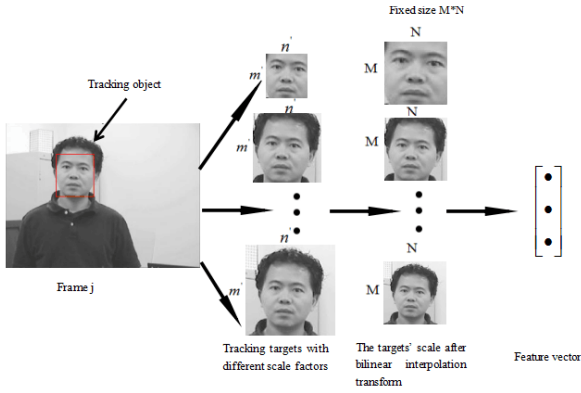 Fixed size M*N
N
n'
M
m'
Tracking object
n'
N
m'
M
n'
N
m'
M
Frame j
Tracking targets with
different scale factors
The targets' scale after
bilinear interpolation
transform
Feature vector